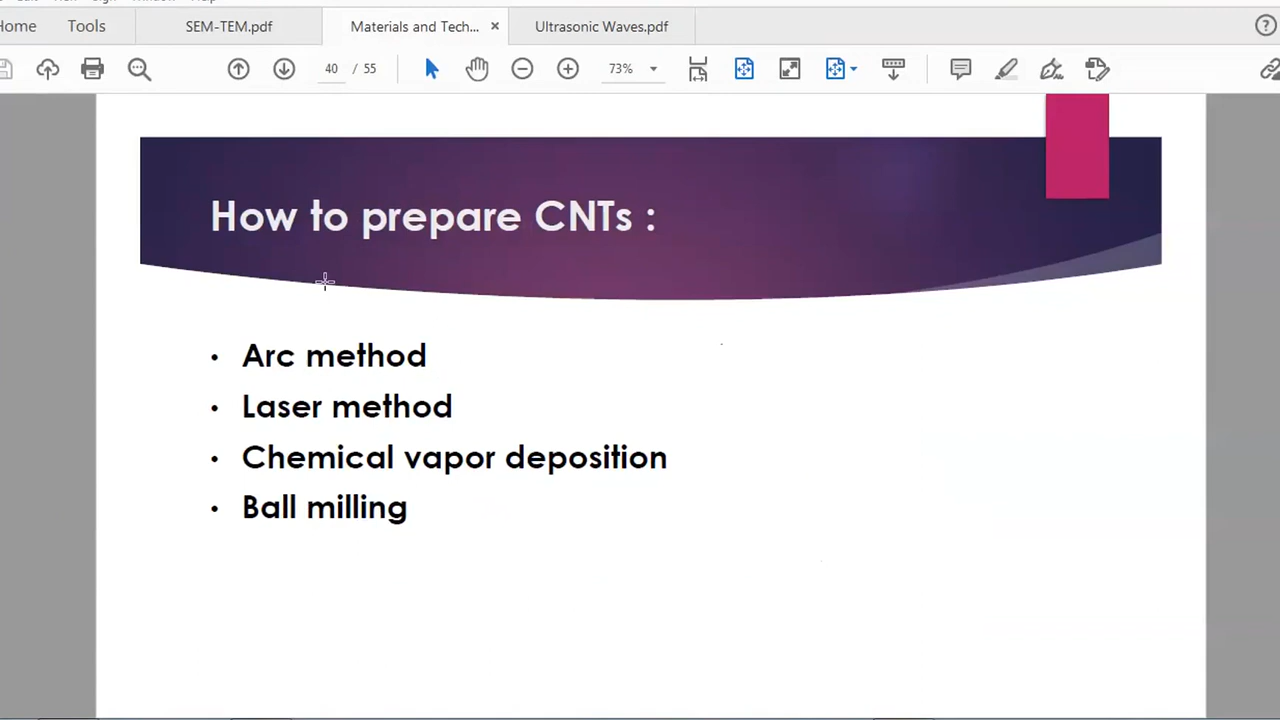 Home Tools SEM-TEM.pdf Materials and Tech... × Ultrasonic Waves.pdf
40 / 55 73%
How to prepare CNTs :
• Arc method
• Laser method
• Chemical vapor deposition
• Ball milling